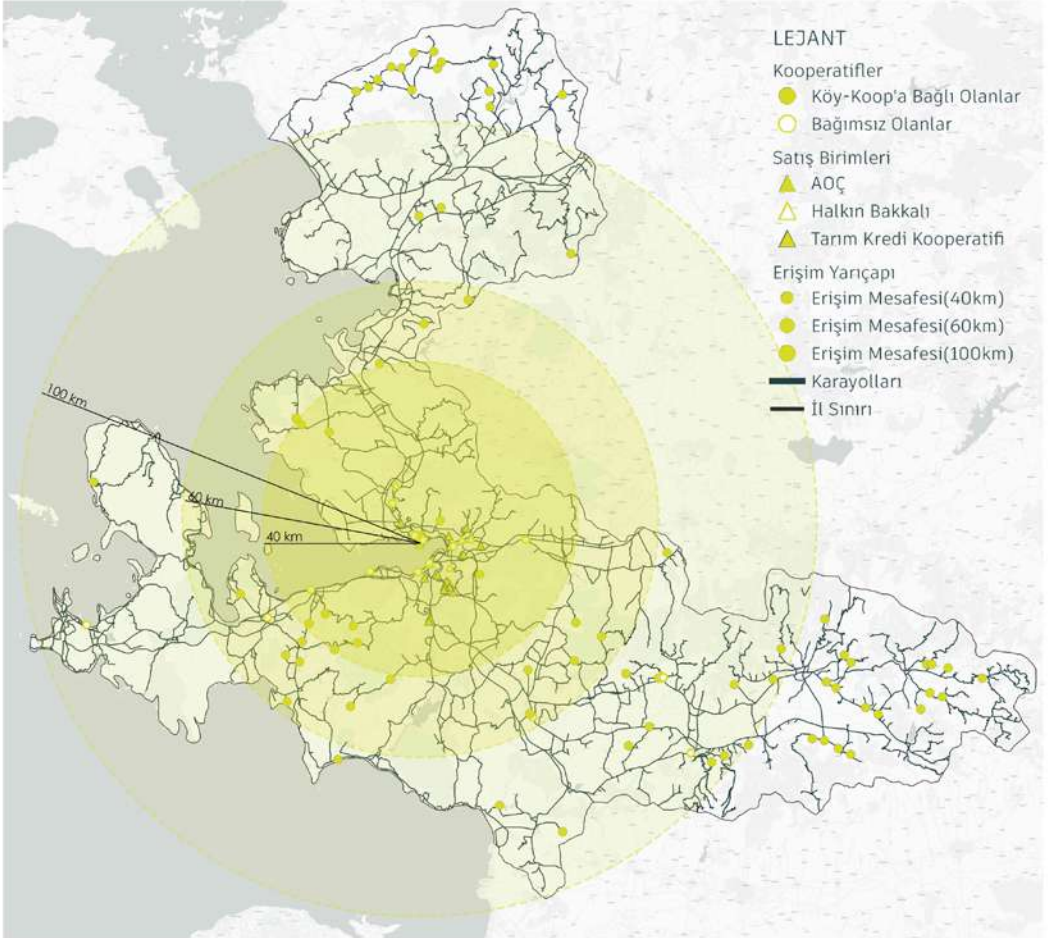 LEJANT
Kooperatifler
Köy-Koop'a Bağlı Olanlar
Bağımsız Olanlar
Satış Birimleri
AOÇ
Halkın Bakkalı
Tarım Kredi Kooperatifi
Erişim Yarıçapı
Erişim Mesafesi(40km)
Erişim Mesafesi(60km)
Erişim Mesafesi(100km)
Karayolları
İl Sınırı
100 km
60 km
40 km